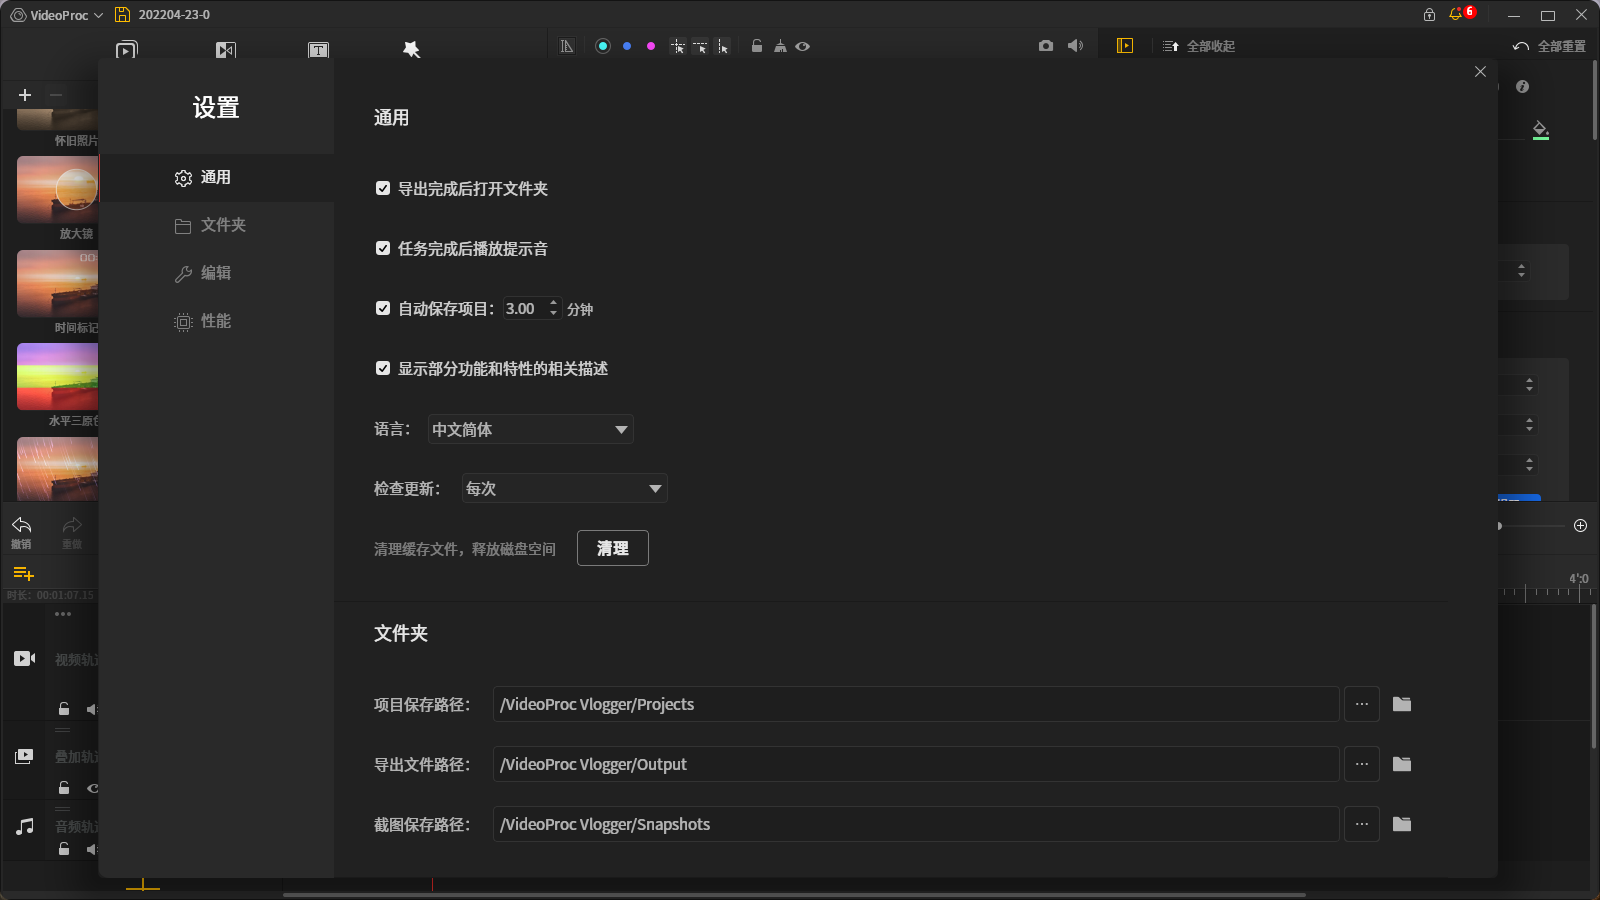 VideoProc
202204-23-0
6
全部收起
全部重置
怀旧照片
放大镜
时间标记
水平三原色
撤销
重做
时长: 00:01:07.15
4':0
视频轨
叠加轨
音频轨
设置
通用
文件夹
编辑
性能
通用
导出完成后打开文件夹
任务完成后播放提示音
自动保存项目: 3.00 分钟
显示部分功能和特性的相关描述
语言: 中文简体
检查更新: 每次
清理缓存文件，释放磁盘空间 清理
文件夹
项目保存路径: /VideoProc Vlogger/Projects ...
导出文件路径: /VideoProc Vlogger/Output ...
截图保存路径: /VideoProc Vlogger/Snapshots ...